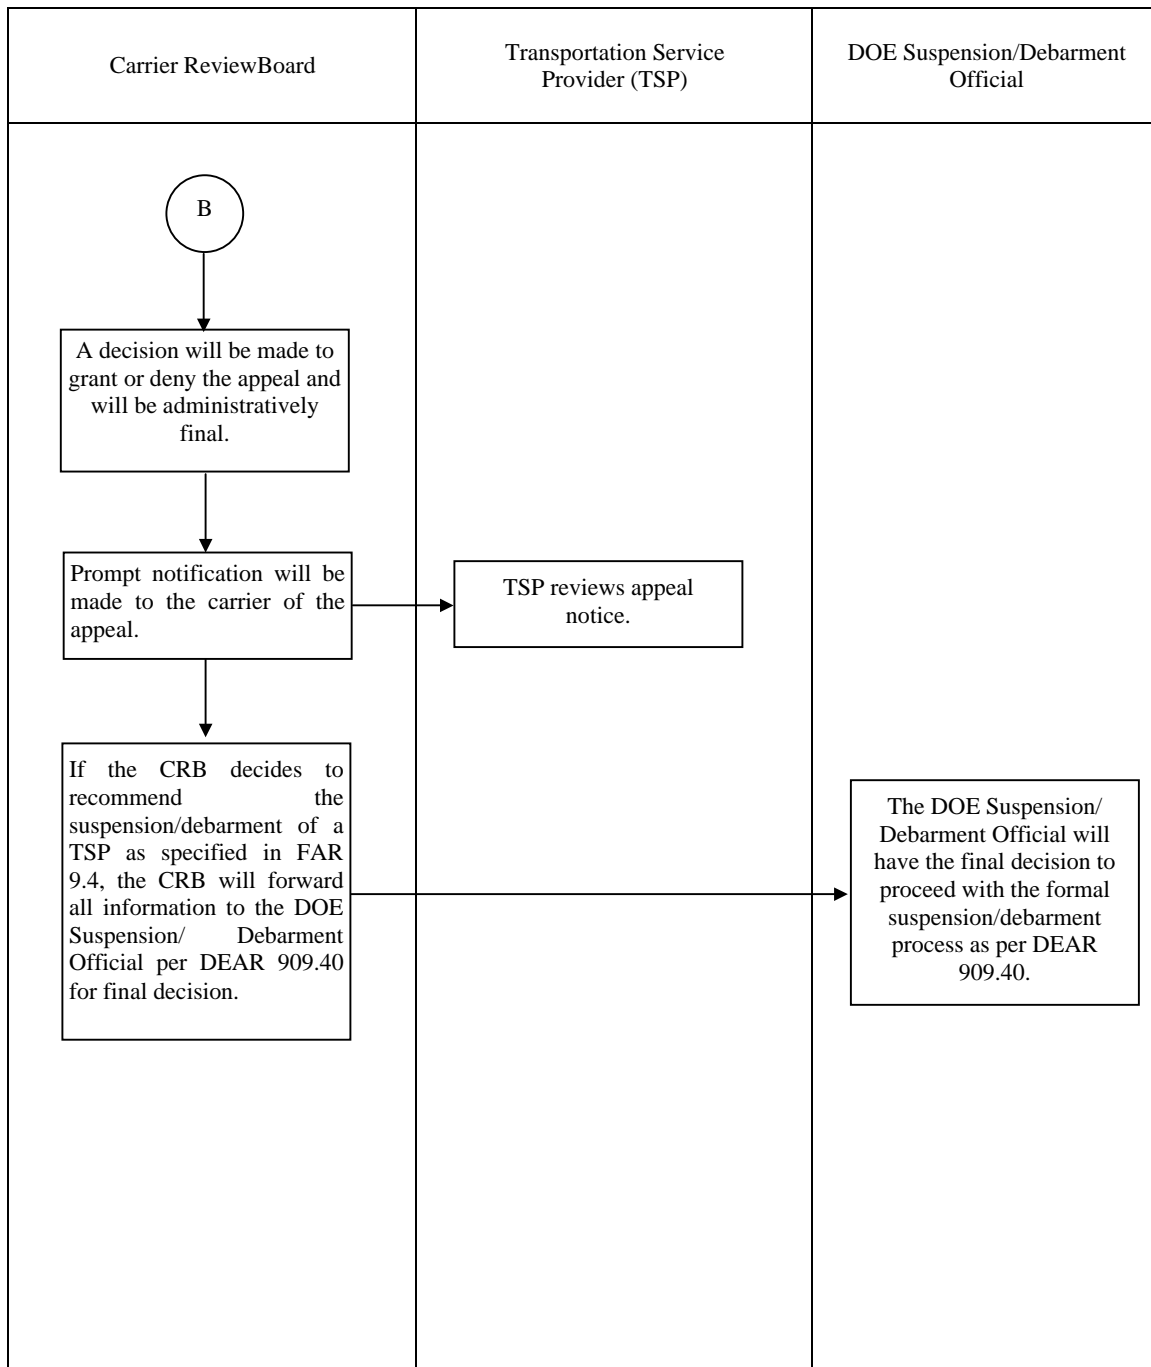 Carrier ReviewBoard
Transportation Service
Provider (TSP)
DOE Suspension/Debarment
Official
B
A decision will be made to
grant or deny the appeal and
will be administratively
final.
Prompt notification will be
made to the carrier of the
appeal.
TSP reviews appeal
notice.
If the CRB decides to
recommend the
suspension/debarment of a
TSP as specified in FAR
9.4, the CRB will forward
all information to the DOE
Suspension/ Debarment
Official per DEAR 909.40
for final decision.
The DOE Suspension/
Debarment Official will
have the final decision to
proceed with the formal
suspension/debarment
process as per DEAR
909.40.